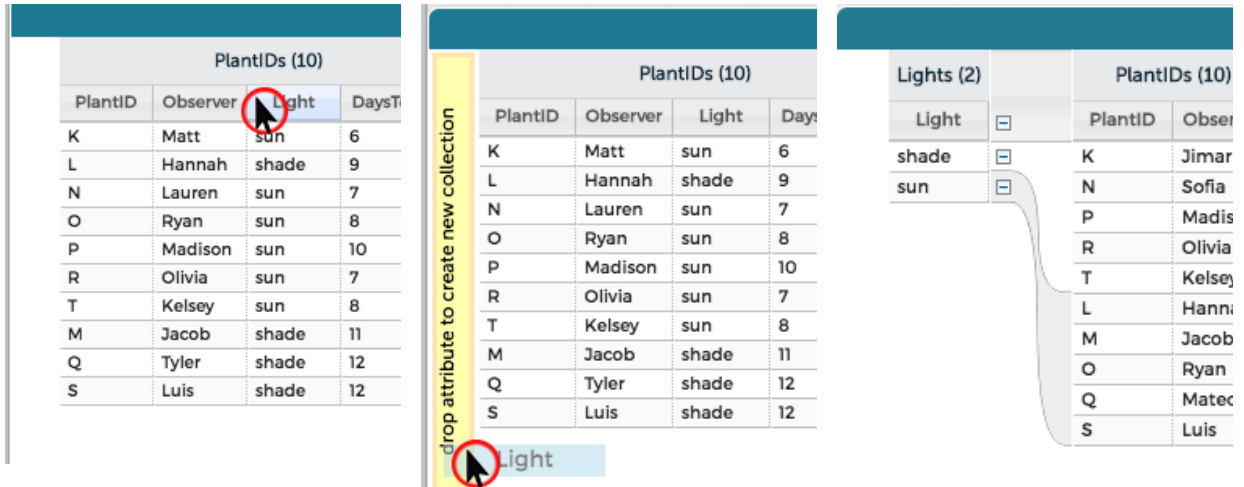 PlantIDs (10)
PlantID Observer Light DaysT
K Matt sun 6
L Hannah shade 9
N Lauren sun 7
O Ryan sun 8
P Madison sun 10
R Olivia sun 7
T Kelsey sun 8
M Jacob shade 11
Q Tyler shade 12
S Luis shade 12
drop attribute to create new collection
PlantIDs (10)
PlantID Observer Light Days
K Matt sun 6
L Hannah shade 9
N Lauren sun 7
O Ryan sun 8
P Madison sun 10
R Olivia sun 7
T Kelsey sun 8
M Jacob shade 11
Q Tyler shade 12
S Luis shade 12
Light
Lights (2)
Light
shade
sun
PlantIDs (10)
PlantID Obser
K Jimar
N Sofia
P Madis
R Olivia
T Kelsey
L Hanna
M Jacob
O Ryan
Q Mateo
S Luis